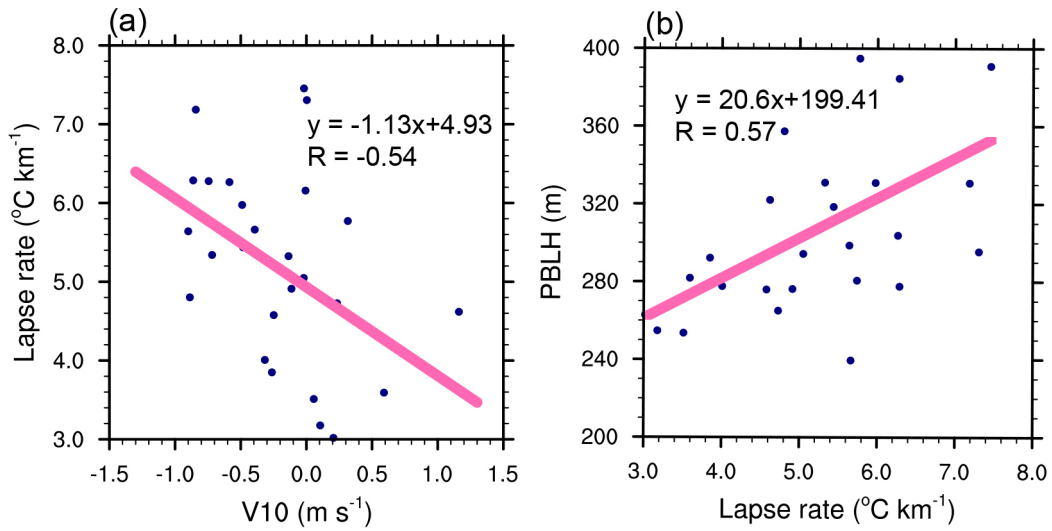 (a)
8.0
7.0
6.0
5.0
4.0
3.0
Lapse rate (°C km⁻¹)
y = -1.13x+4.93
R = -0.54
-1.5
-1.0
-0.5
0.0
0.5
1.0
1.5
V10 (m s⁻¹)
(b)
400
360
320
280
240
200
PBLH (m)
y = 20.6x+199.41
R = 0.57
3.0
4.0
5.0
6.0
7.0
8.0
Lapse rate (°C km⁻¹)